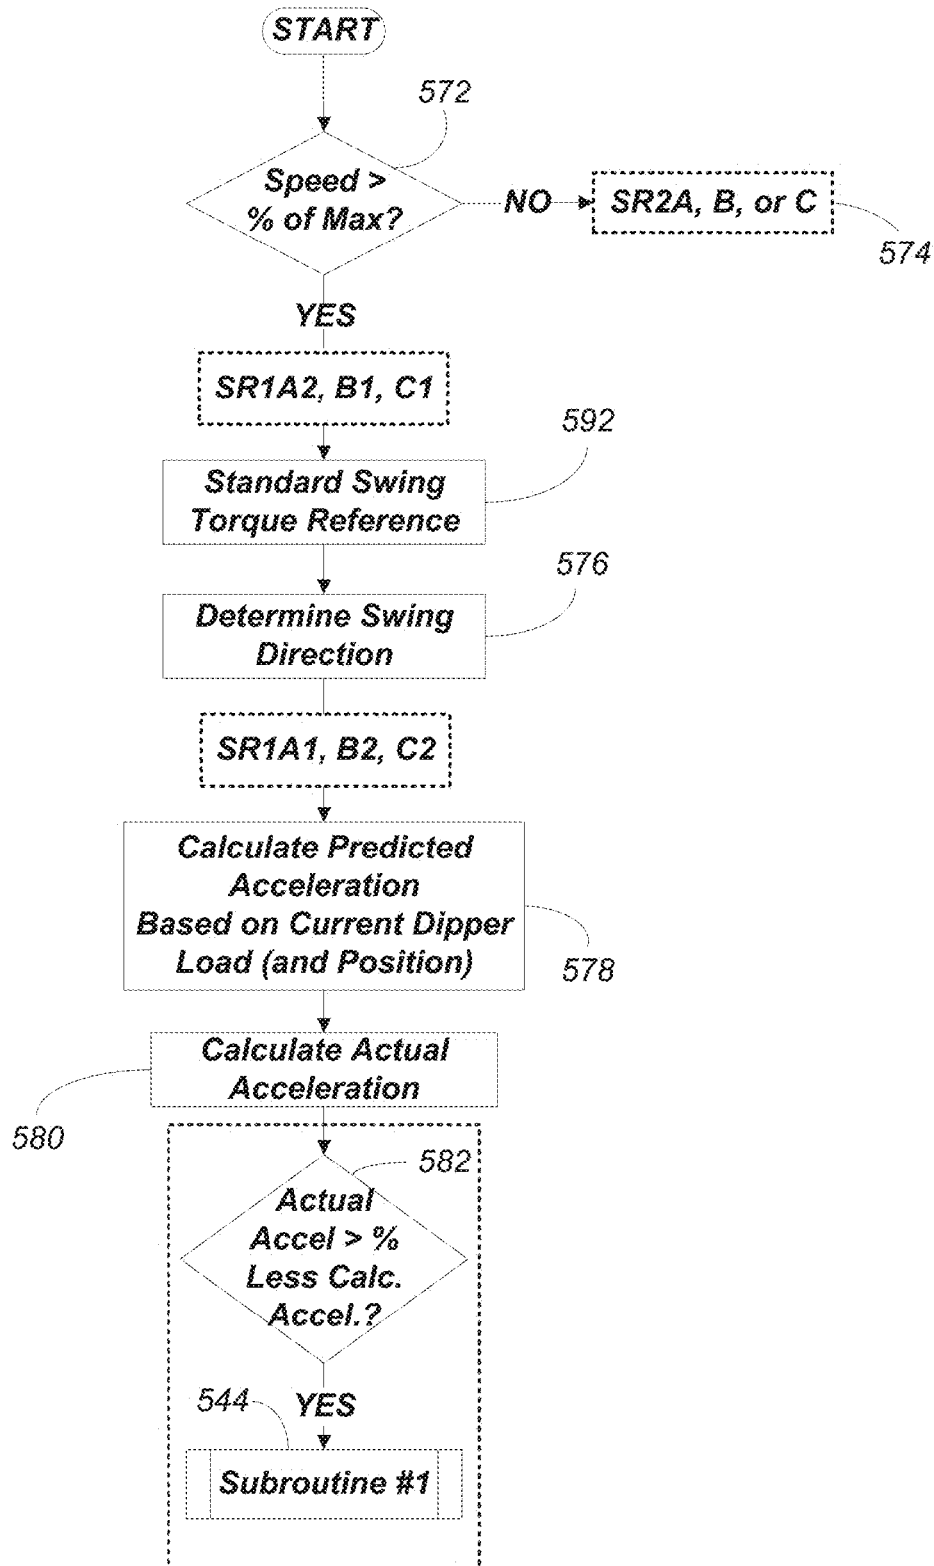 START
572
Speed >
% of Max?
NO
SR2A, B, or C
574
YES
SR1A2, B1, C1
592
Standard Swing
Torque Reference
576
Determine Swing
Direction
SR1A1, B2, C2
Calculate Predicted
Acceleration
Based on Current Dipper
Load (and Position)
578
Calculate Actual
Acceleration
580
582
Actual
Accel > %
Less Calc.
Accel.?
544
YES
Subroutine #1